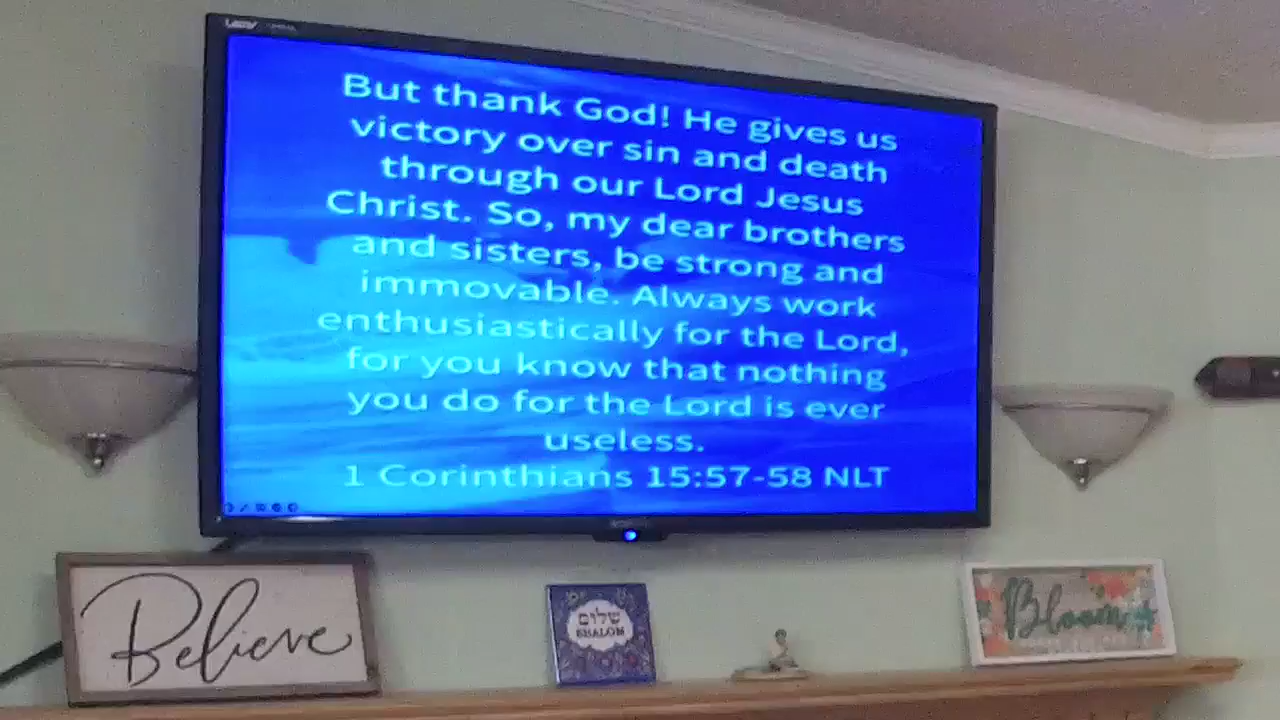 But thank God! He gives us
victory over sin and death
through our Lord Jesus
Christ. So, my dear brothers
and sisters, be strong and
immovable. Always work
enthusiastically for the Lord,
for you know that nothing
you do for the Lord is ever
useless.
1 Corinthians 15:57-58 NLT
Believe
שלום
SHALOM
Bloom